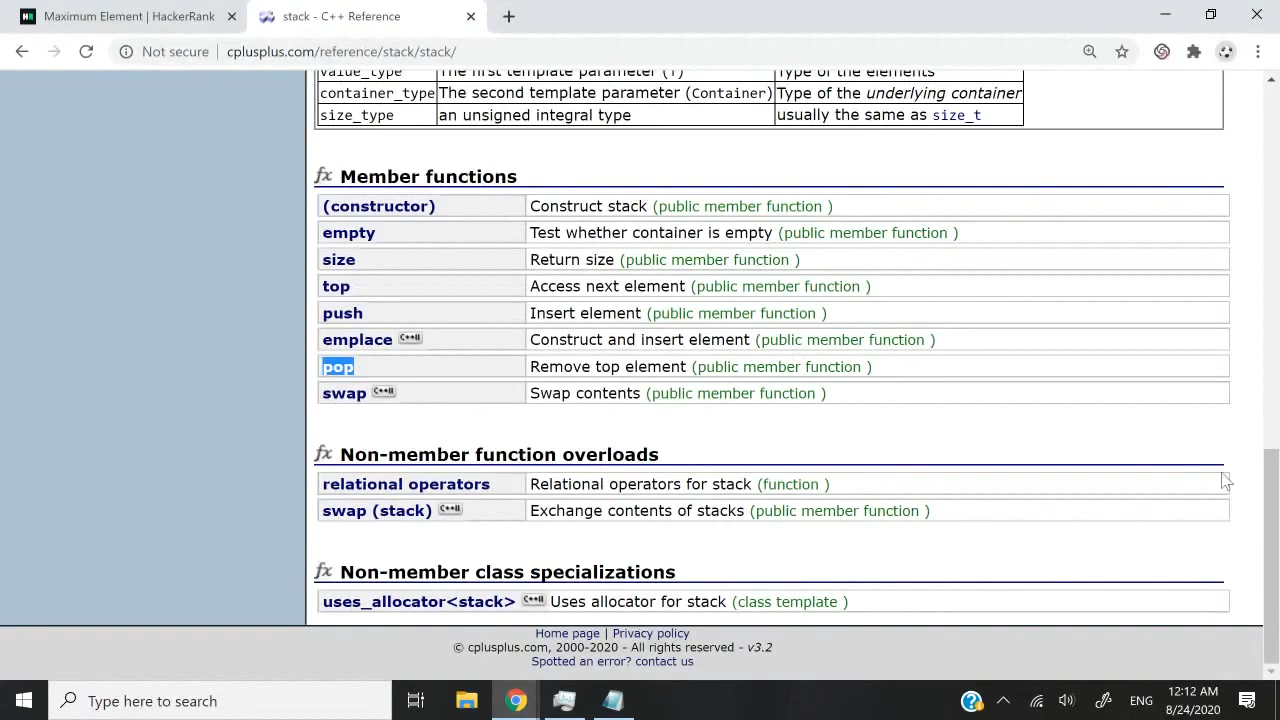 Maximum Element | HackerRank
stack - C++ Reference
Not secure
cplusplus.com/reference/stack/stack/
value_type The first template parameter (T) Type of the elements
container_type The second template parameter (Container) Type of the underlying container
size_type an unsigned integral type usually the same as size_t
fx Member functions
(constructor) Construct stack (public member function )
empty Test whether container is empty (public member function )
size Return size (public member function )
top Access next element (public member function )
push Insert element (public member function )
emplace C++11 Construct and insert element (public member function )
pop Remove top element (public member function )
swap C++11 Swap contents (public member function )
fx Non-member function overloads
relational operators Relational operators for stack (function )
swap (stack) C++11 Exchange contents of stacks (public member function )
fx Non-member class specializations
uses_allocator<stack> C++11 Uses allocator for stack (class template )
Home page | Privacy policy
© cplusplus.com, 2000-2020 - All rights reserved - v3.2
Spotted an error? contact us
Type here to search
ENG
12:12 AM
8/24/2020